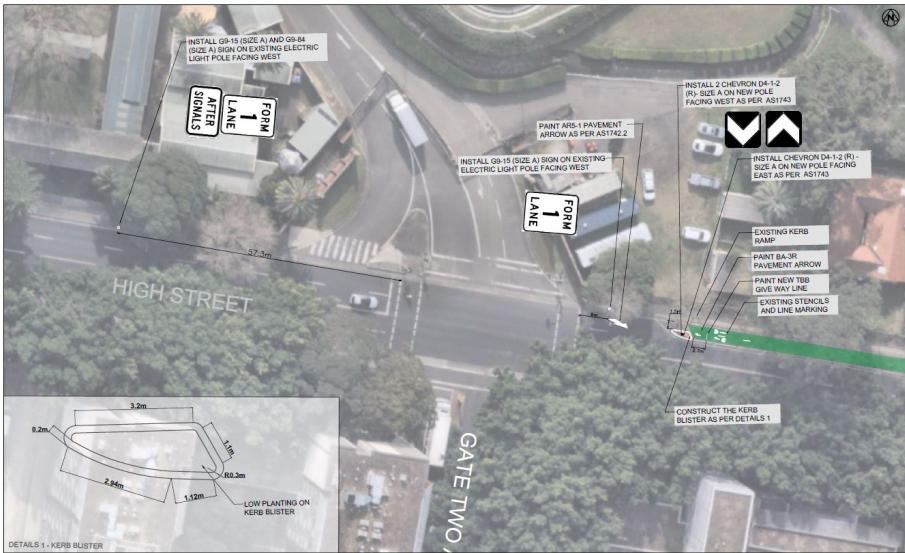 INSTALL G9-15 (SIZE A) AND G9-84
(SIZE A) SIGN ON EXISTING ELECTRIC
LIGHT POLE FACING WEST
FORM
1
LANE
AFTER
SIGNALS
57.3m
HIGH STREET
PAINT AR5-1 PAVEMENT
ARROW AS PER AS1742.2
INSTALL G9-15 (SIZE A) SIGN ON EXISTING
ELECTRIC LIGHT POLE FACING WEST
FORM
1
LANE
INSTALL 2 CHEVRON D4-1-2
(R)- SIZE A ON NEW POLE
FACING WEST AS PER AS1743
INSTALL CHEVRON D4-1-2 (R) -
SIZE A ON NEW POLE FACING
EAST AS PER AS1743
EXISTING KERB
RAMP
PAINT BA-3R
PAVEMENT ARROW
PAINT NEW TBB
GIVE WAY LINE
EXISTING STENCILS
AND LINE MARKING
CONSTRUCT THE KERB
BLISTER AS PER DETAILS 1
GATE TWO
3.2m
0.2m
1.1m
R0.3m
2.94m
1.12m
LOW PLANTING ON
KERB BLISTER
DETAILS 1 - KERB BLISTER